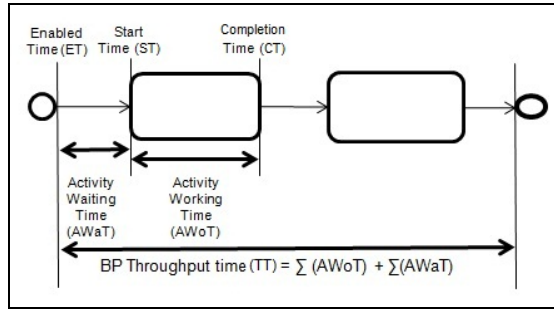 Enabled
Time (ET)
Start
Time (ST)
Completion
Time (CT)
Activity
Waiting
Time
(AWaT)
Activity
Working
Time
(AWoT)
BP Throughput time (TT) = ∑ (AWoT) + ∑(AWaT)